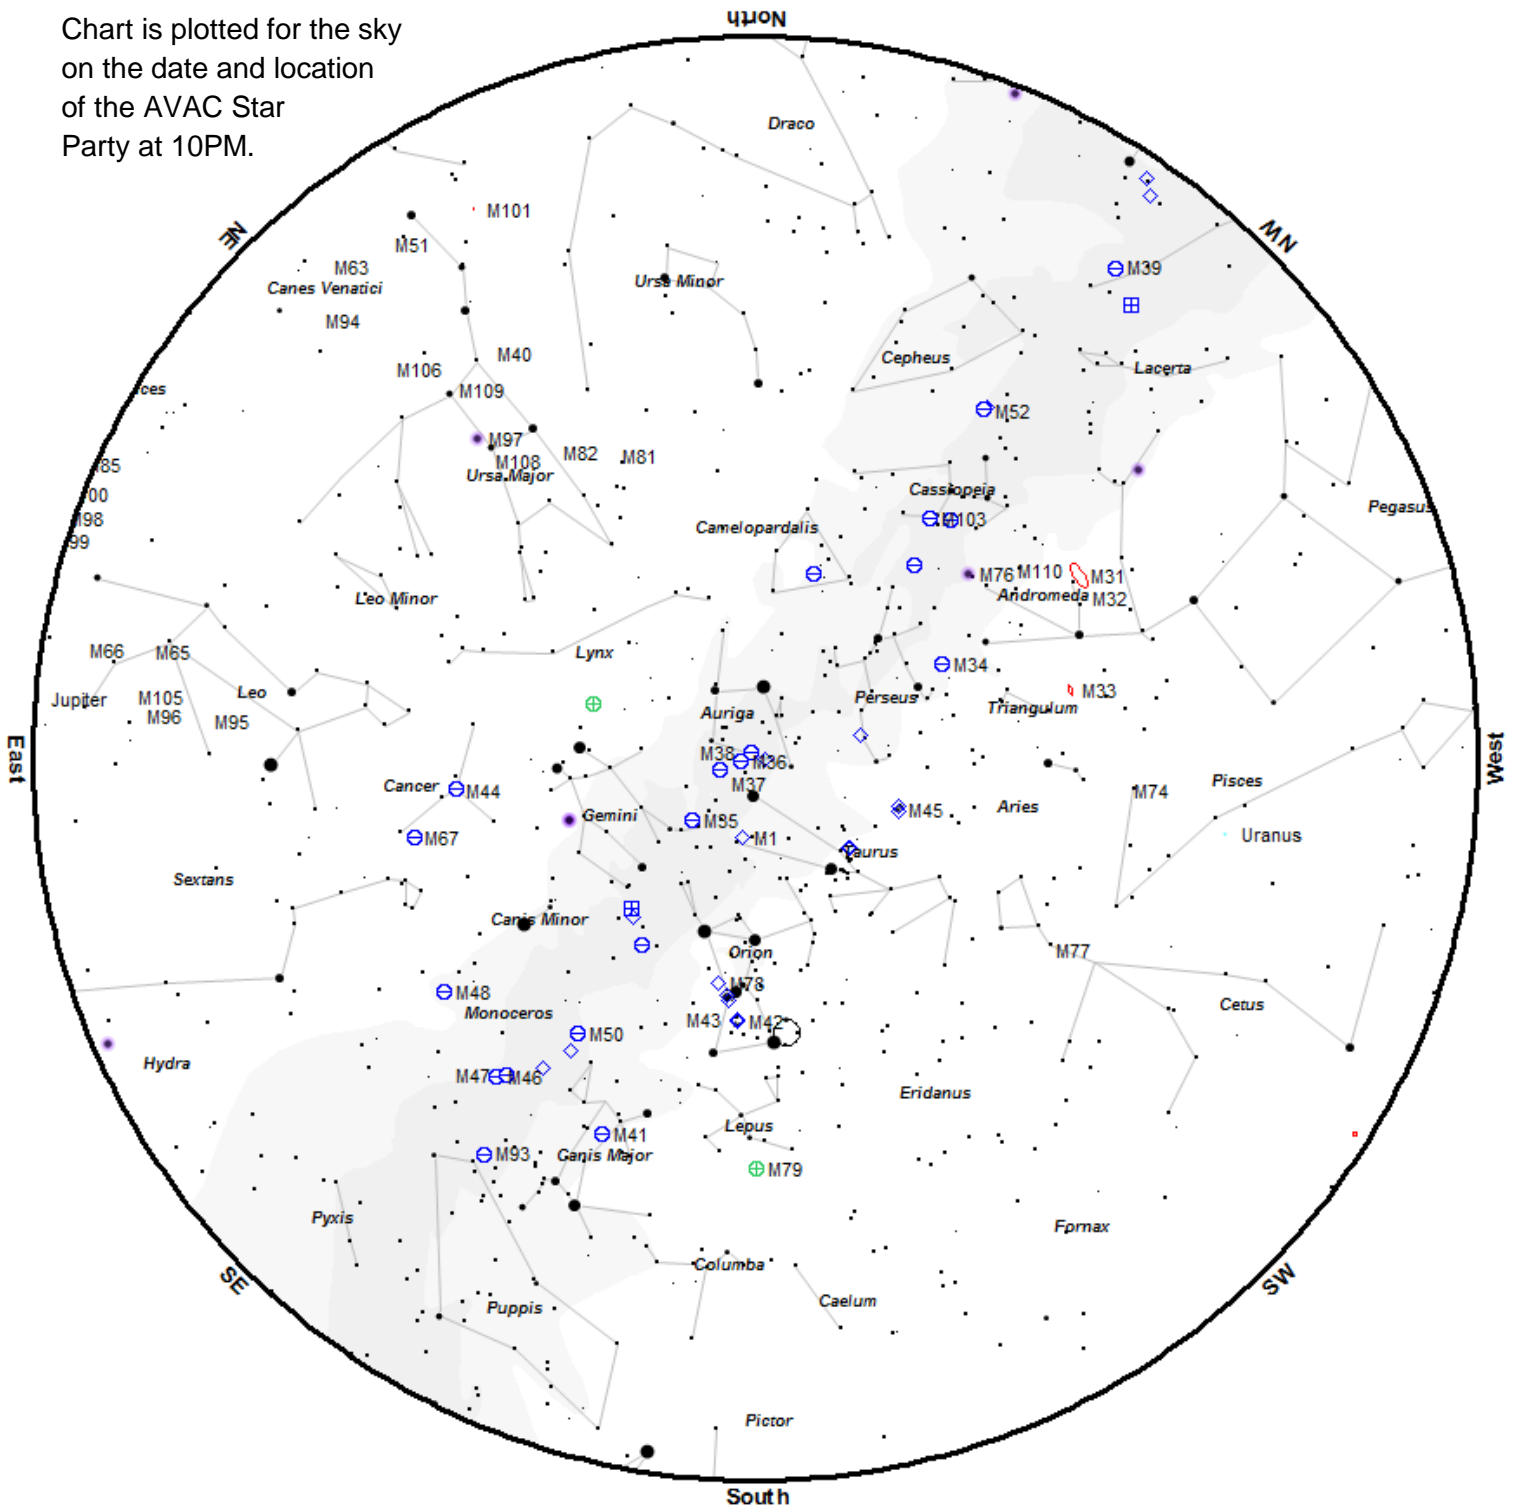 Chart is plotted for the sky
on the date and location
of the AVAC Star
Party at 10PM.
North
Draco
NE
M101
M51
NW
M63
Canes Venatici
Ursa Minor
M39
M94
M40
Cepheus
M106
Lacerta
M109
ces
M52
M97
M82
M81
M108
85
Ursa Major
Cassiopeia
00
Pegasus
M98
Camelopardalis
M103
99
M76
M110
M31
Andromeda
M32
Leo Minor
Lynx
M66
M65
M34
Leo
Perseus
M33
Jupiter
M105
Triangulum
M96
M95
Auriga
East
M38
M36
West
Cancer
M44
M37
Pisces
M74
Aries
M45
Gemini
M35
M67
M1
Uranus
Taurus
Sextans
Canis Minor
Orion
M77
M78
M48
Cetus
Monoceros
M43
M42
M50
Hydra
M47
M46
Eridanus
Lepus
M41
M93
Canis Major
M79
Pyxis
Fornax
Columba
SE
SW
Puppis
Caelum
Pictor
South